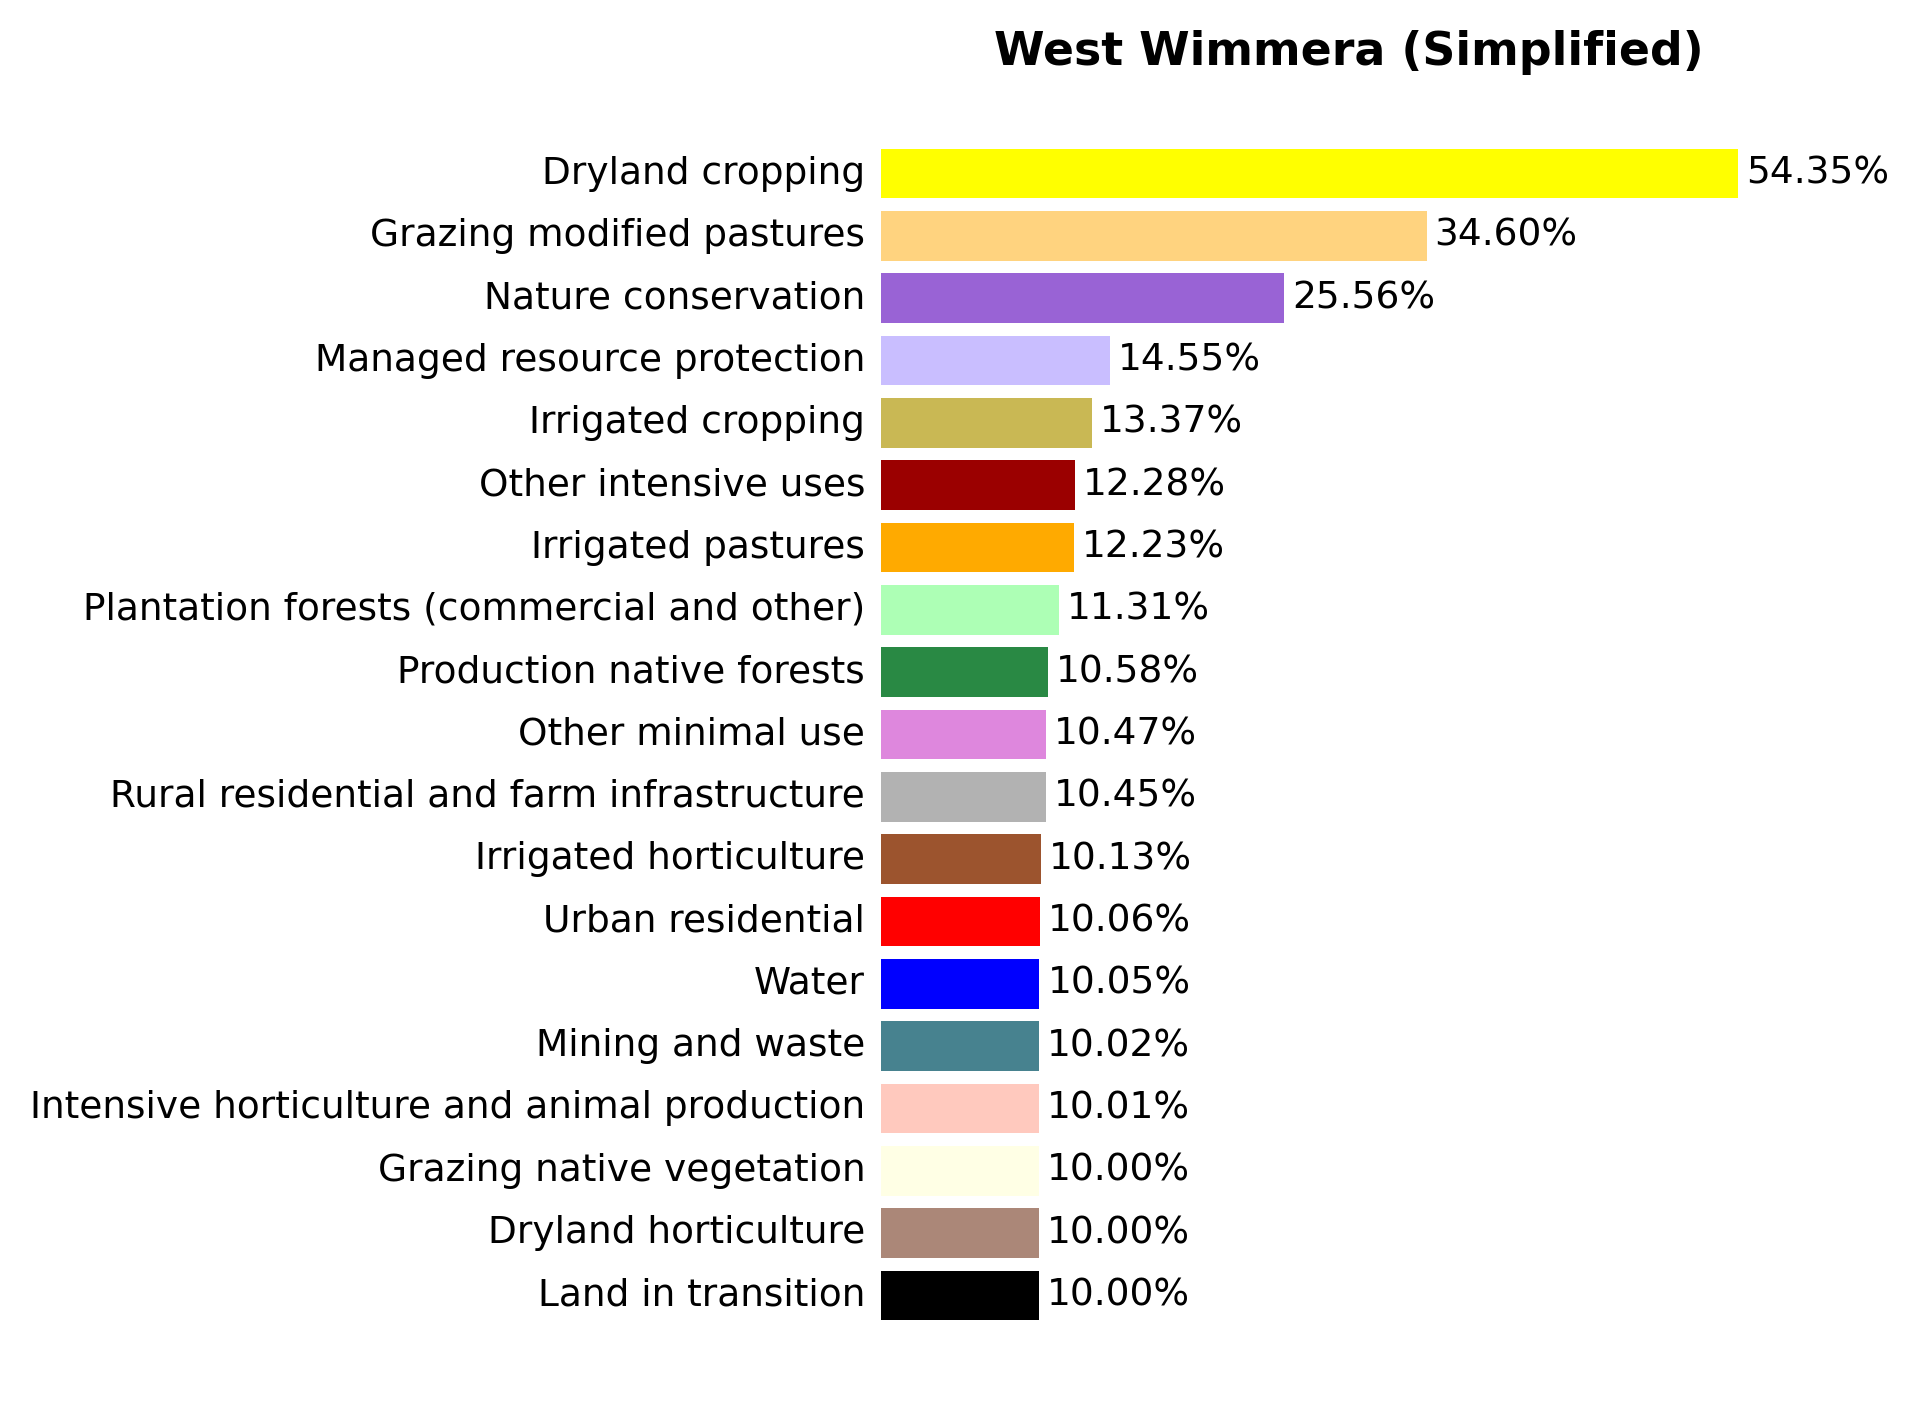 West Wimmera (Simplified)
Dryland cropping 54.35%
Grazing modified pastures 34.60%
Nature conservation 25.56%
Managed resource protection 14.55%
Irrigated cropping 13.37%
Other intensive uses 12.28%
Irrigated pastures 12.23%
Plantation forests (commercial and other) 11.31%
Production native forests 10.58%
Other minimal use 10.47%
Rural residential and farm infrastructure 10.45%
Irrigated horticulture 10.13%
Urban residential 10.06%
Water 10.05%
Mining and waste 10.02%
Intensive horticulture and animal production 10.01%
Grazing native vegetation 10.00%
Dryland horticulture 10.00%
Land in transition 10.00%